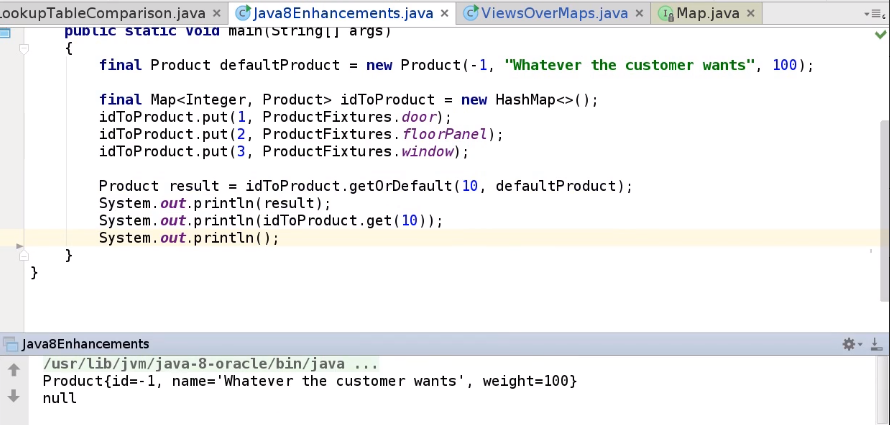 LookupTableComparison.java × Java8Enhancements.java × ViewsOverMaps.java × Map.java ×
public static void main(String[] args)
{
final Product defaultProduct = new Product(-1, "Whatever the customer wants", 100);
final Map<Integer, Product> idToProduct = new HashMap<>();
idToProduct.put(1, ProductFixtures.door);
idToProduct.put(2, ProductFixtures.floorPanel);
idToProduct.put(3, ProductFixtures.window);
Product result = idToProduct.getOrDefault(10, defaultProduct);
System.out.println(result);
System.out.println(idToProduct.get(10));
System.out.println();
}
}
Java8Enhancements
/usr/lib/jvm/java-8-oracle/bin/java ...
Product{id=-1, name='Whatever the customer wants', weight=100}
null